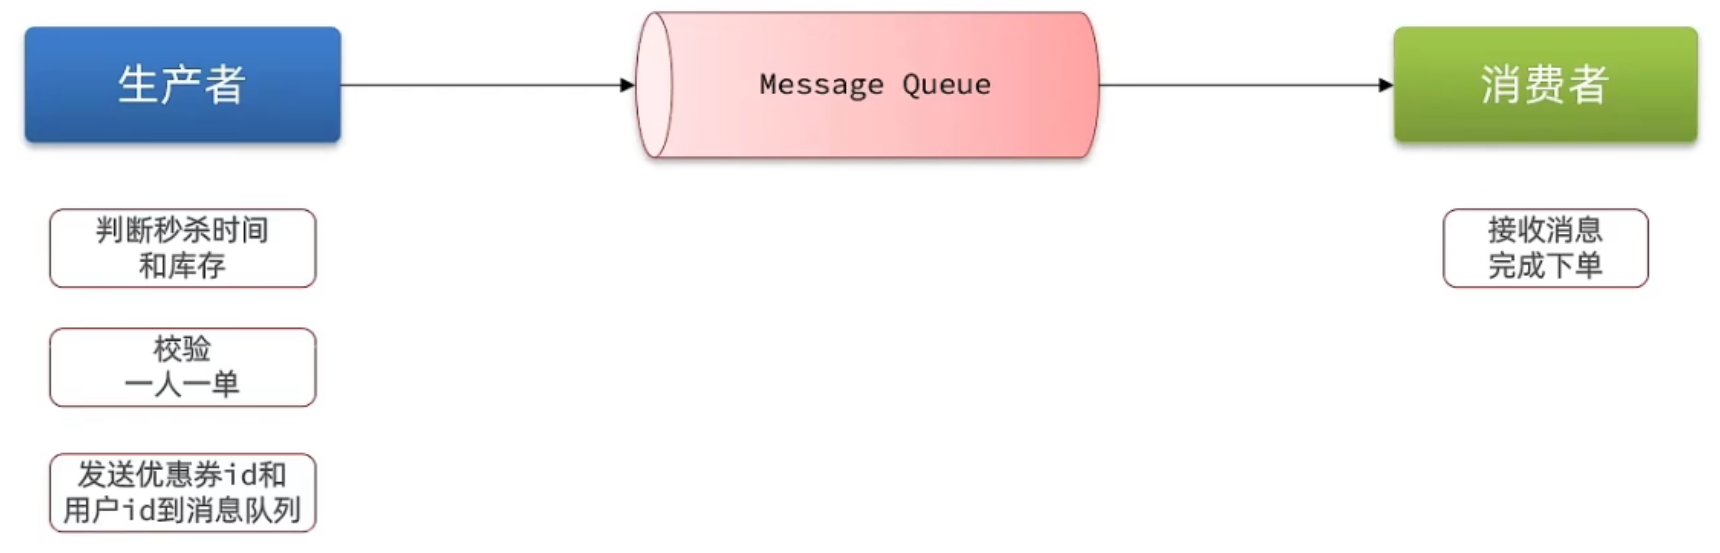 生产者
Message Queue
消费者
判断秒杀时间
和库存
校验
一人一单
发送优惠券id和
用户id到消息队列
接收消息
完成下单